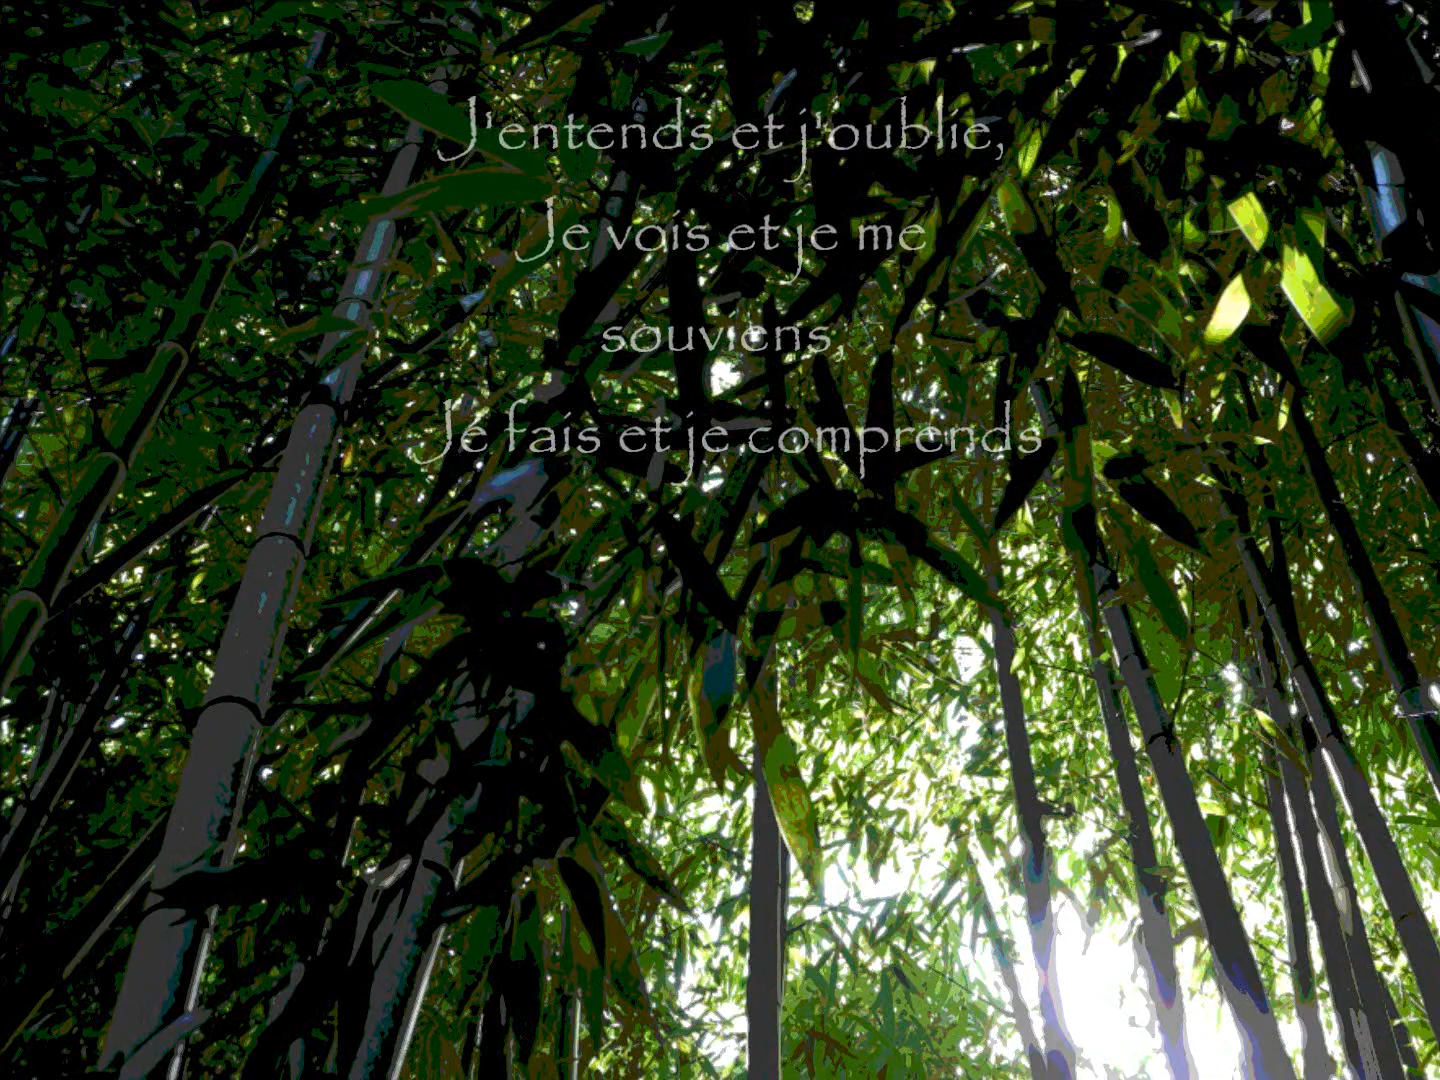 J'entends et j'oublie,
Je vois et je me
souviens,
Je fais et je comprends